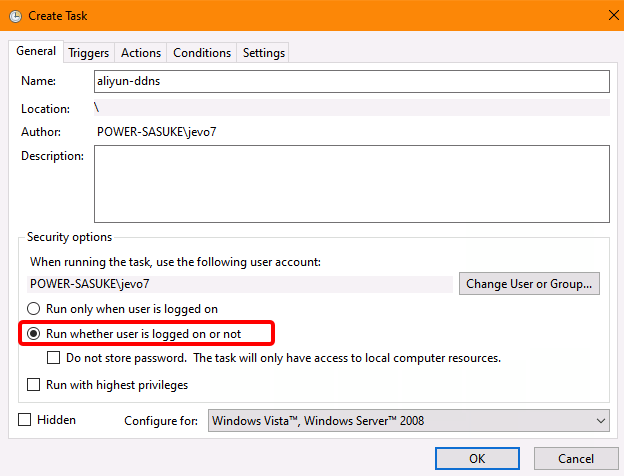 Create Task
General Triggers Actions Conditions Settings
Name: aliyun-ddns
Location: \
Author: POWER-SASUKE\jevo7
Description:
Security options
When running the task, use the following user account:
POWER-SASUKE\jevo7 Change User or Group...
Run only when user is logged on
Run whether user is logged on or not
Do not store password. The task will only have access to local computer resources.
Run with highest privileges
Hidden Configure for: Windows Vista™, Windows Server™ 2008
OK Cancel